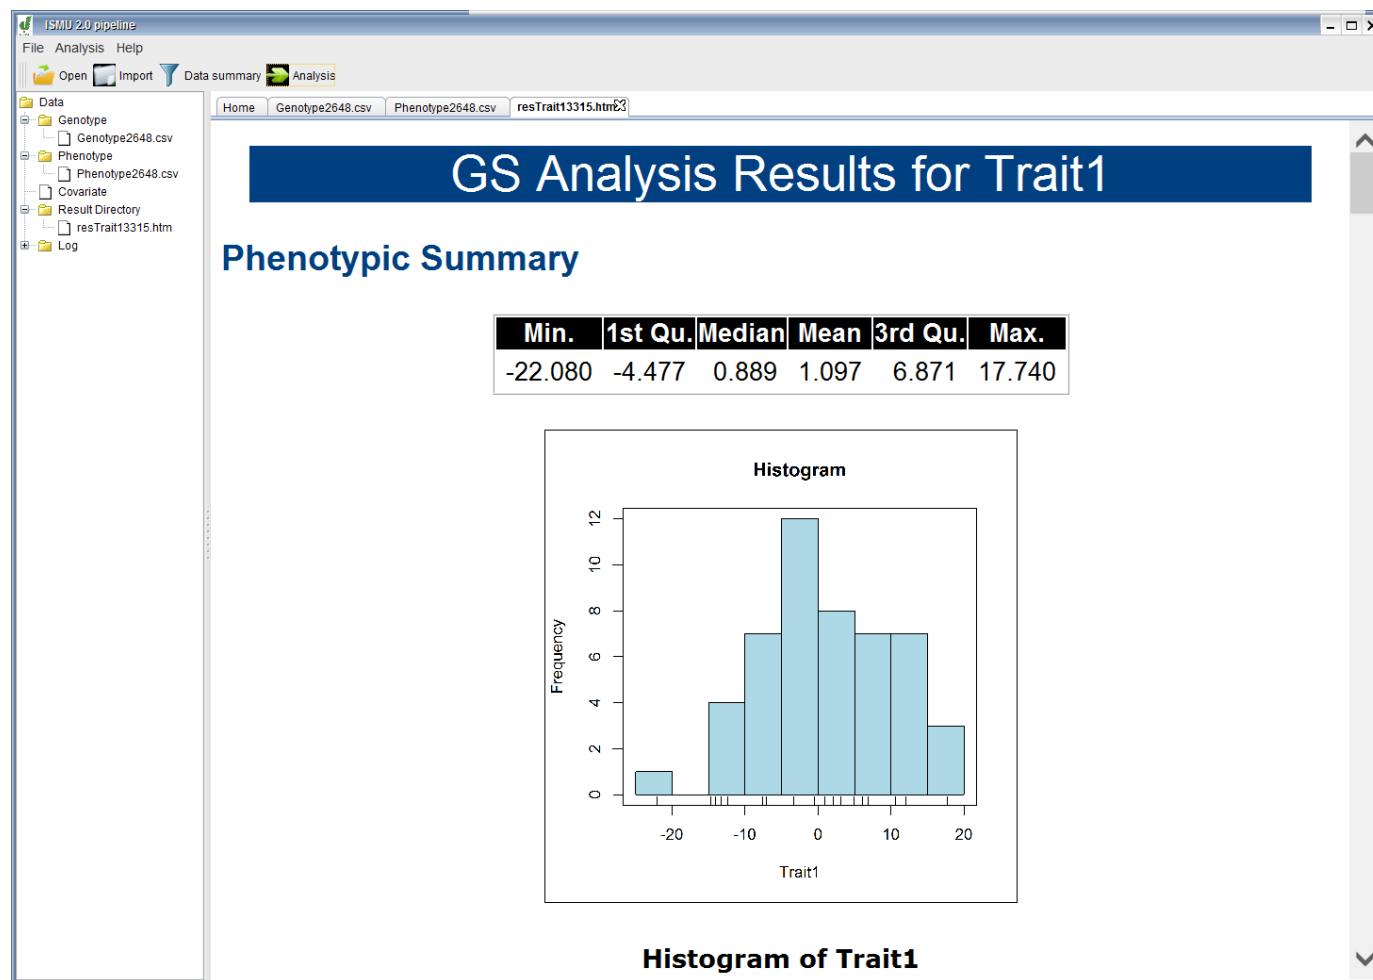 ISMU 2.0 pipeline
File Analysis Help
Open Import Data summary Analysis
Data
Genotype
Genotype2648.csv
Phenotype
Phenotype2648.csv
Covariate
Result Directory
resTrait13315.htm
Log
Home Genotype2648.csv Phenotype2648.csv resTrait13315.htm
GS Analysis Results for Trait1
Phenotypic Summary
Min. 1st Qu. Median Mean 3rd Qu. Max.
-22.080 -4.477 0.889 1.097 6.871 17.740
Histogram
Frequency
12
10
8
6
4
2
0
-20 -10 0 10 20
Trait1
Histogram of Trait1